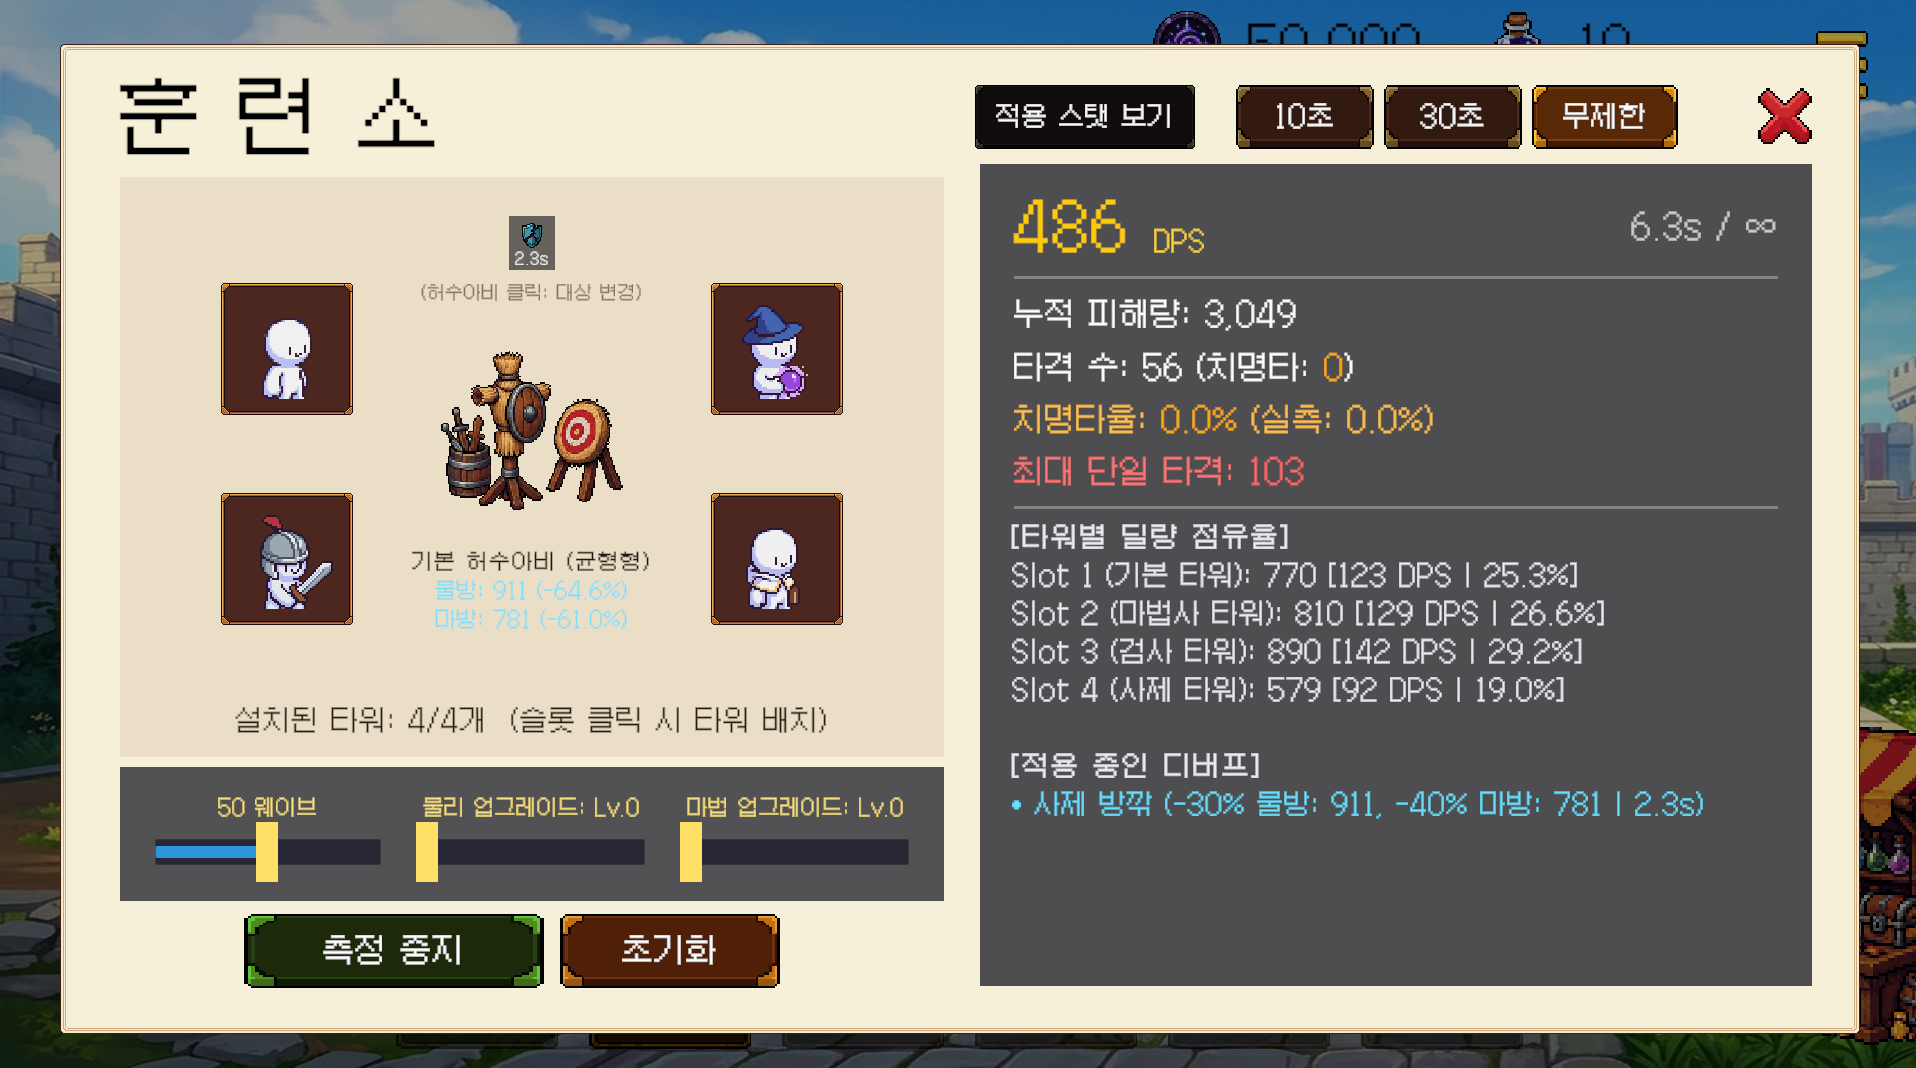 50,000
10
훈련소
적용 스탯 보기
10초
30초
무제한
2.3s
(허수아비 클릭: 대상 변경)
기본 허수아비 (균형형)
물방: 911 (-64.6%)
마방: 781 (-61.0%)
설치된 타워: 4/4개 (슬롯 클릭 시 타워 배치)
50 웨이브
물리 업그레이드: Lv.0
마법 업그레이드: Lv.0
측정 중지
초기화
486 DPS
6.3s / ∞
누적 피해량: 3,049
타격 수: 56 (치명타: 0)
치명타율: 0.0% (실측: 0.0%)
최대 단일 타격: 103
[타워별 딜량 점유율]
Slot 1 (기본 타워): 770 [123 DPS | 25.3%]
Slot 2 (마법사 타워): 810 [129 DPS | 26.6%]
Slot 3 (검사 타워): 890 [142 DPS | 29.2%]
Slot 4 (사제 타워): 579 [92 DPS | 19.0%]
[적용 중인 디버프]
• 사제 방깎 (-30% 물방: 911, -40% 마방: 781 | 2.3s)